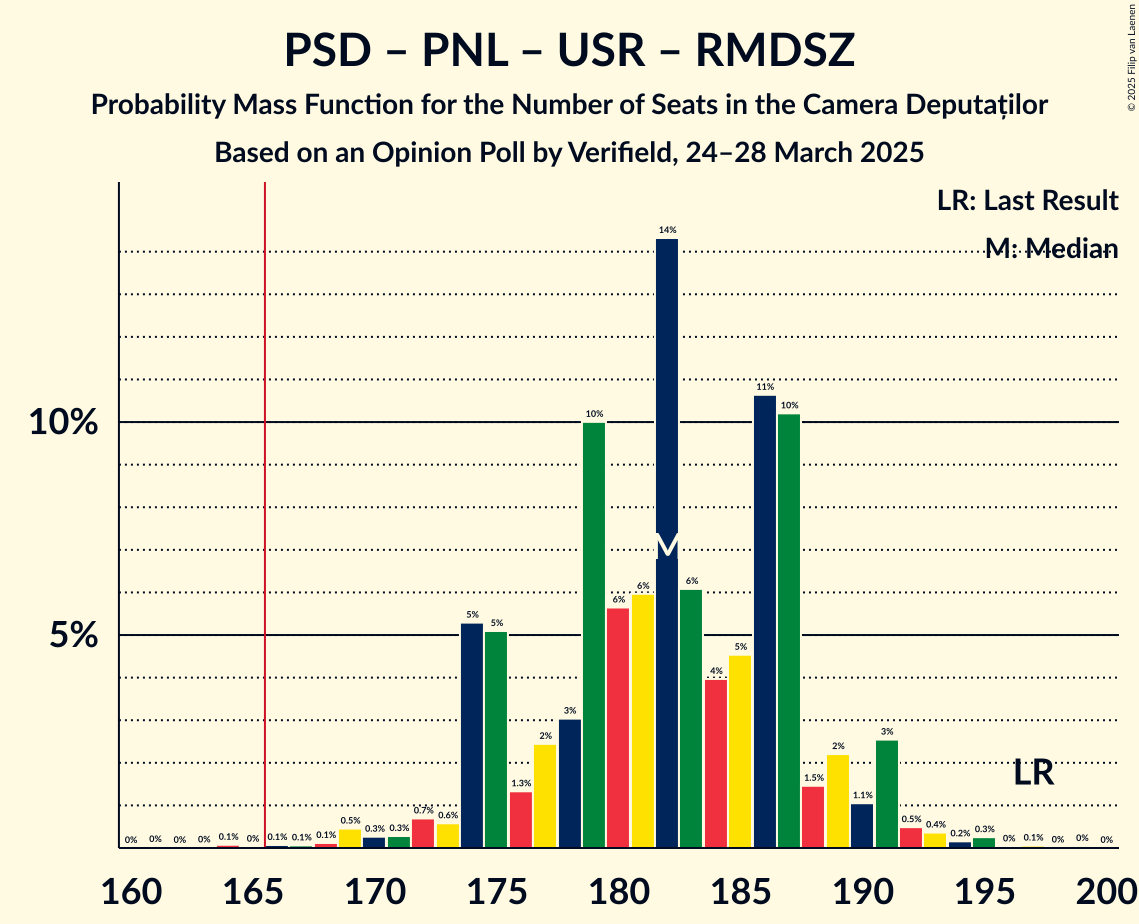 PSD – PNL – USR – RMDSZ
Probability Mass Function for the Number of Seats in the Camera Deputaților
Based on an Opinion Poll by Verifield, 24–28 March 2025
© 2025 Filip van Laenen
LR: Last Result
M: Median
10%
5%
0% 0% 0% 0% 0.1% 0% 0.1% 0.1% 0.1% 0.5% 0.3% 0.3% 0.7% 0.6% 5% 5% 1.3% 2% 3% 10% 6% 6% 14% 6% 4% 5% 11% 10% 1.5% 2% 1.1% 3% 0.5% 0.4% 0.2% 0.3% 0% 0.1% 0% 0% 0%
M
LR
160 165 170 175 180 185 190 195 200